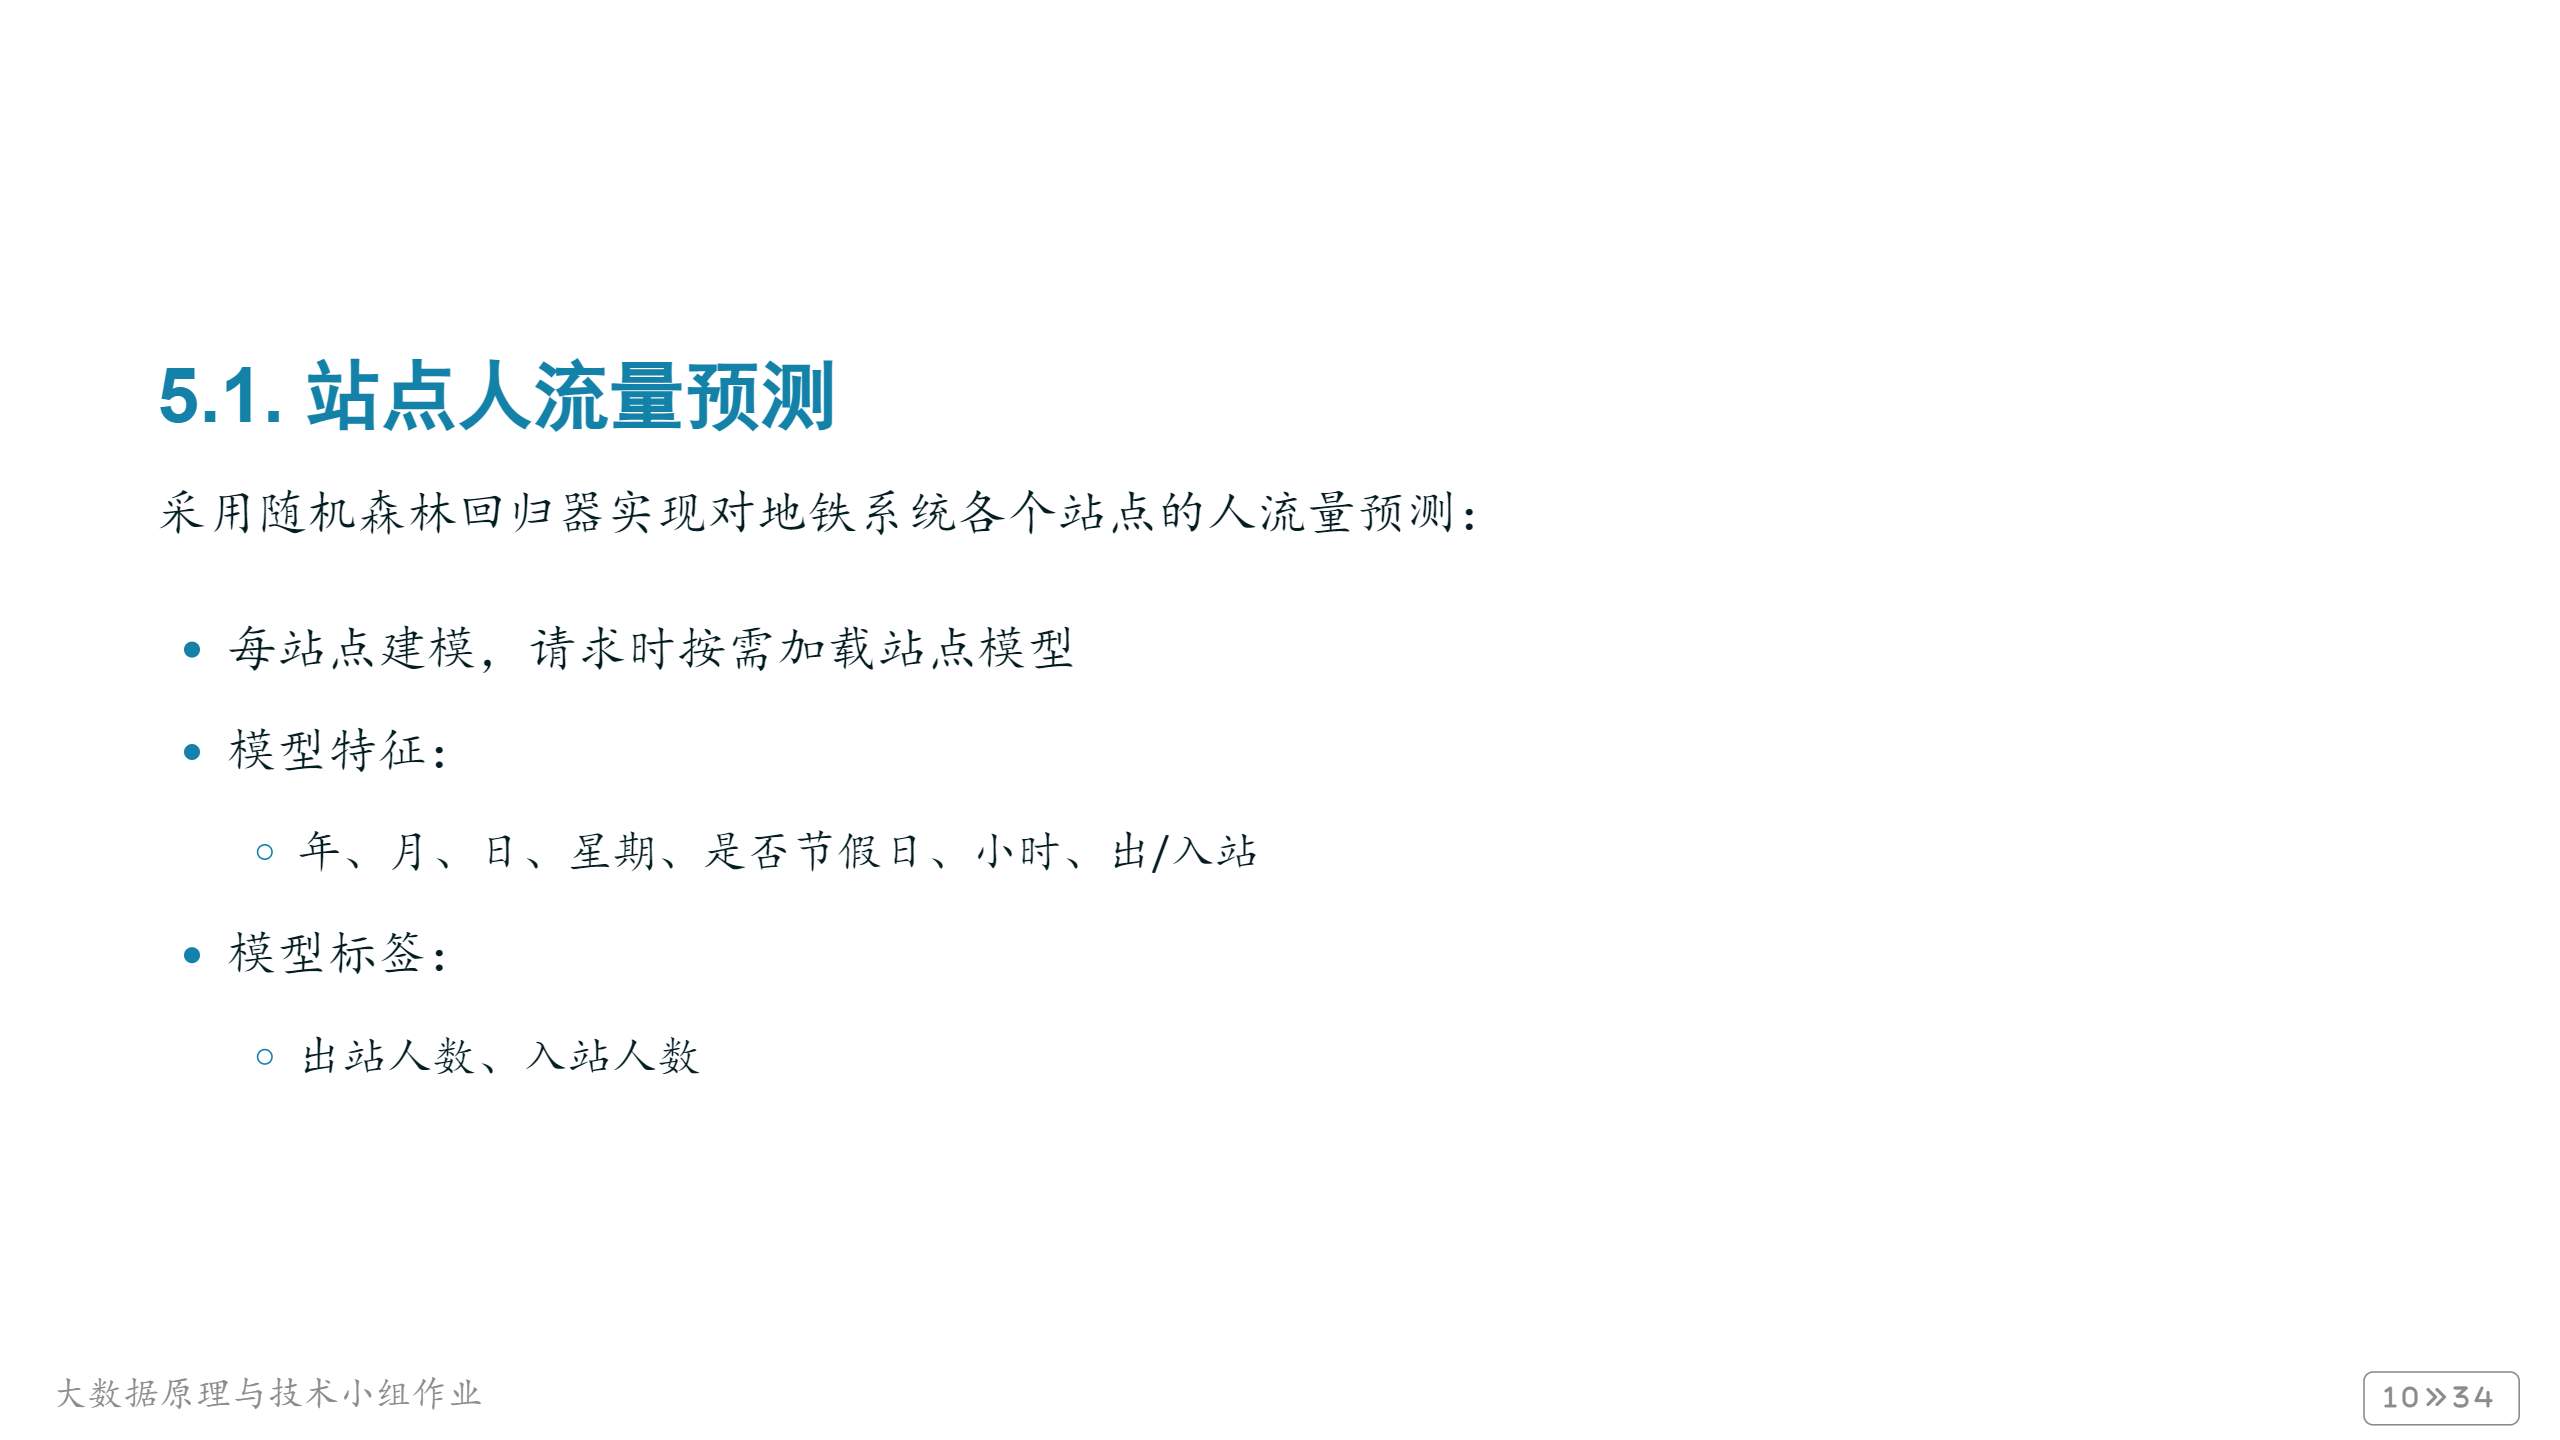 5.1. 站点人流量预测
采用随机森林回归器实现对地铁系统各个站点的人流量预测：
• 每站点建模，请求时按需加载站点模型
• 模型特征：
○ 年、月、日、星期、是否节假日、小时、出/入站
• 模型标签：
○ 出站人数、入站人数
大数据原理与技术小组作业
10»34